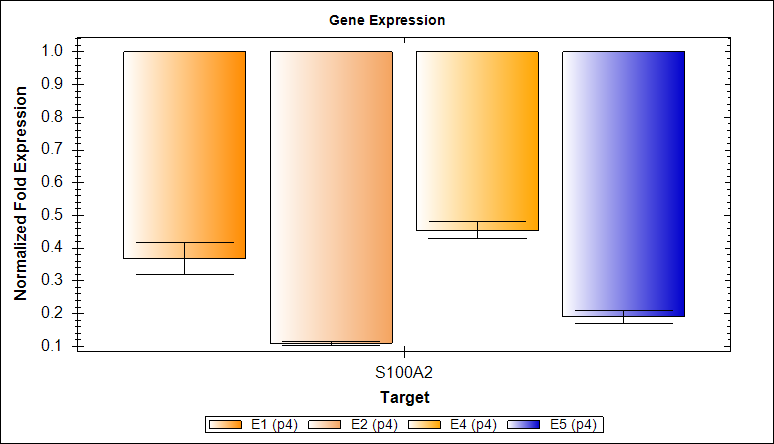 Gene Expression
Normalized Fold Expression
1.0
0.9
0.8
0.7
0.6
0.5
0.4
0.3
0.2
0.1
S100A2
Target
E1 (p4) E2 (p4) E4 (p4) E5 (p4)